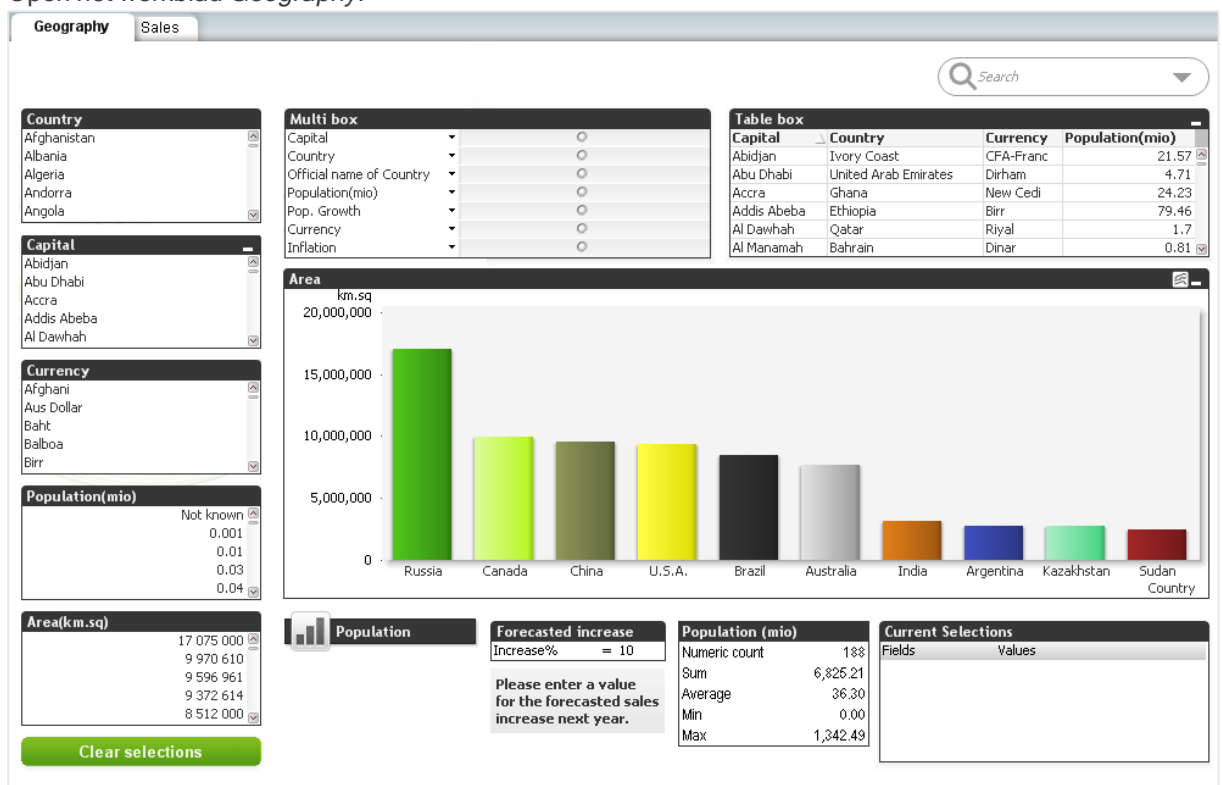 Open het werkblad Geography.
Geography Sales
Search
Country
Afghanistan
Albania
Algeria
Andorra
Angola
Capital
Abidjan
Abu Dhabi
Accra
Addis Abeba
Al Dawhah
Currency
Afghani
Aus Dollar
Baht
Balboa
Birr
Population(mio)
Not known
0.001
0.01
0.03
0.04
Area(km.sq)
17 075 000
9 970 610
9 596 961
9 372 614
8 512 000
Clear selections
Multi box
Capital
Country
Official name of Country
Population(mio)
Pop. Growth
Currency
Inflation
Table box
Capital Country Currency Population(mio)
Abidjan Ivory Coast CFA-Franc 21.57
Abu Dhabi United Arab Emirates Dirham 4.71
Accra Ghana New Cedi 24.23
Addis Abeba Ethiopia Birr 79.46
Al Dawhah Qatar Riyal 1.7
Al Manamah Bahrain Dinar 0.81
Area
km.sq
20,000,000
15,000,000
10,000,000
5,000,000
0
Russia Canada China U.S.A. Brazil Australia India Argentina Kazakhstan Sudan
Country
Population
Forecasted increase
Increase% = 10
Please enter a value
for the forecasted sales
increase next year.
Population (mio)
Numeric count 188
Sum 6,825.21
Average 36.30
Min 0.00
Max 1,342.49
Current Selections
Fields Values